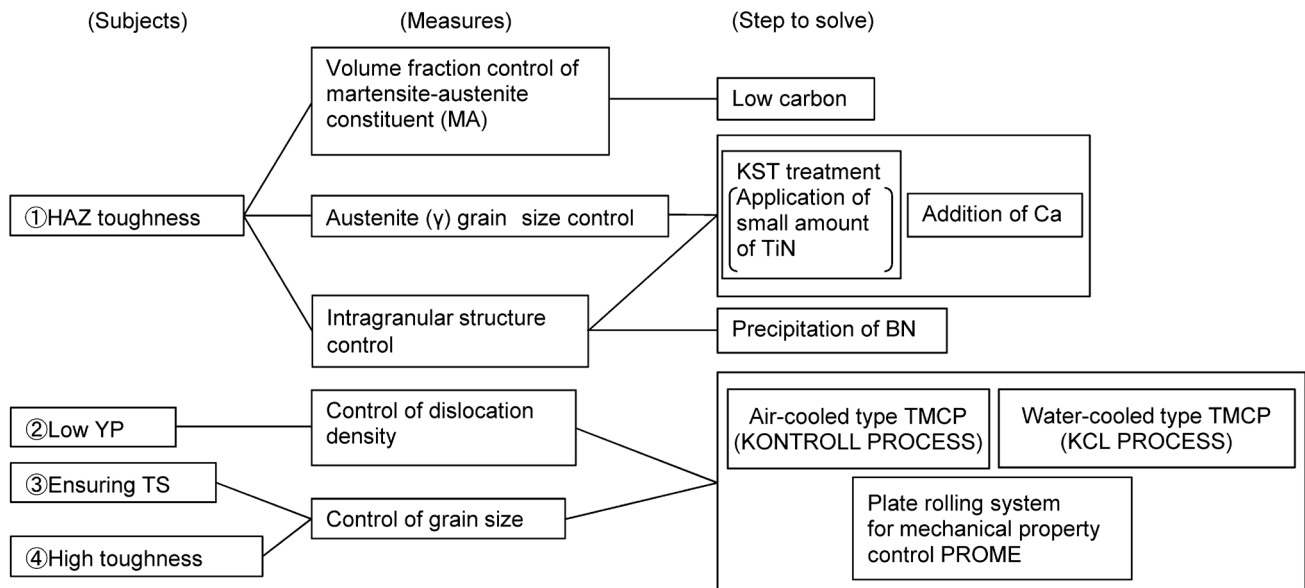 (Subjects)
(Measures)
(Step to solve)
Volume fraction control of
martensite-austenite
constituent (MA)
Low carbon
①HAZ toughness
Austenite (γ) grain size control
KST treatment
Application of
small amount
of TiN
Addition of Ca
Intragranular structure
control
Precipitation of BN
②Low YP
Control of dislocation
density
Air-cooled type TMCP
(KONTROLL PROCESS)
Water-cooled type TMCP
(KCL PROCESS)
③Ensuring TS
Control of grain size
④High toughness
Plate rolling system
for mechanical property
control PROME